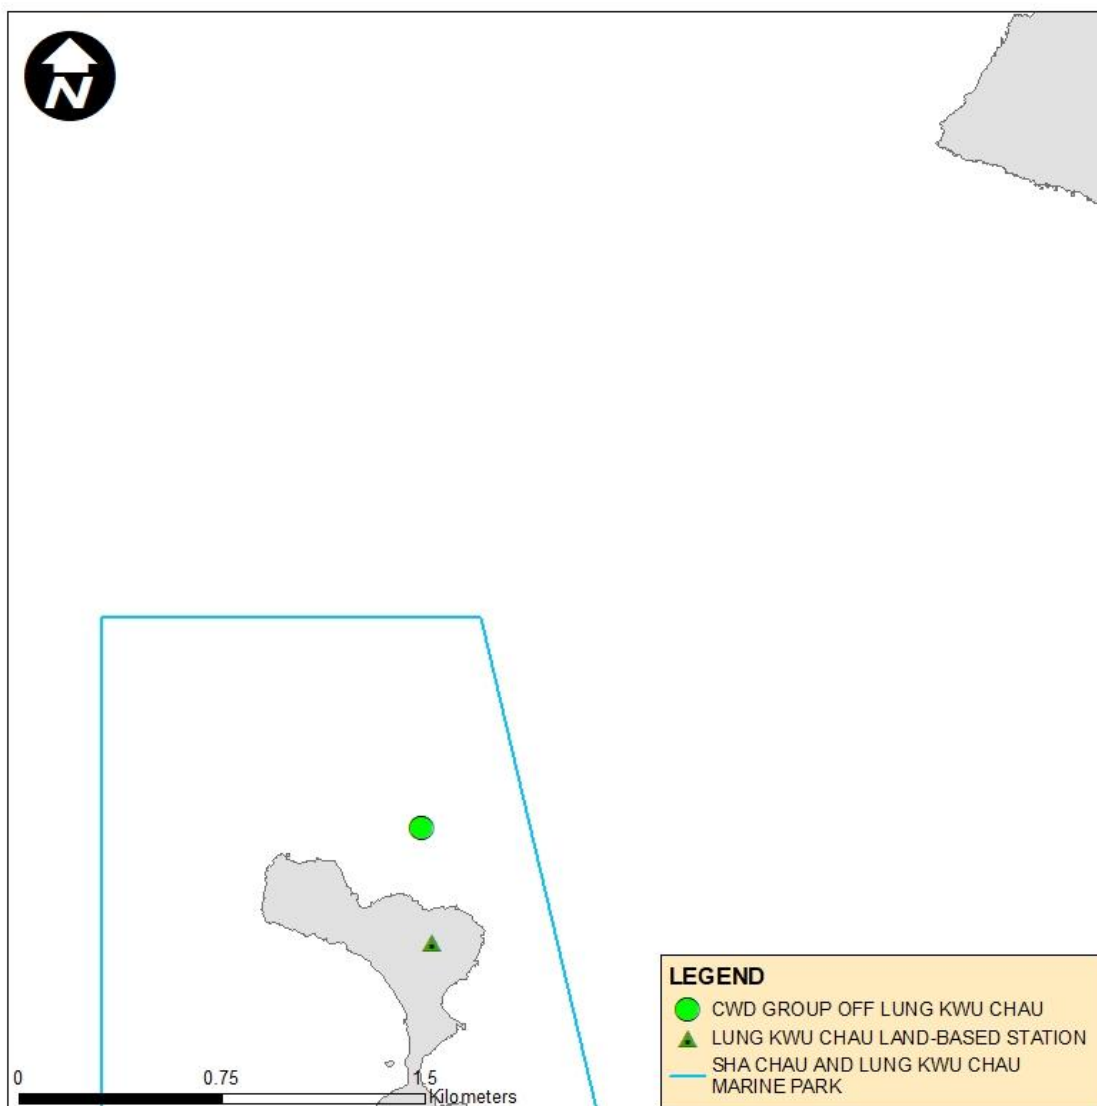 N
LEGEND
CWD GROUP OFF LUNG KWU CHAU
LUNG KWU CHAU LAND-BASED STATION
SHA CHAU AND LUNG KWU CHAU
MARINE PARK
0 0.75 1.5
Kilometers